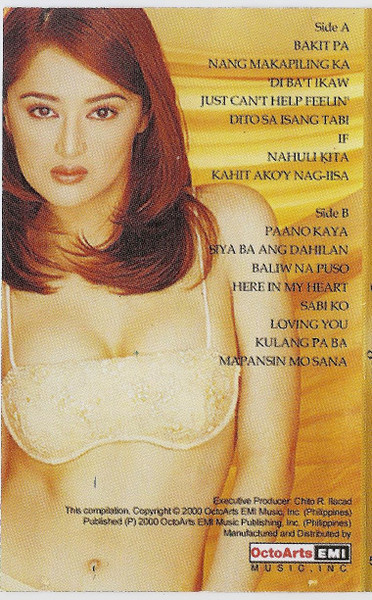 Side A
BAKIT PA
NANG MAKAPILING KA
'DI BA'T IKAW
JUST CAN'T HELP FEELIN'
DITO SA ISANG TABI
IF
NAHULI KITA
KAHIT AKO'Y NAG-IISA
Side B
PAANO KAYA
SIYA BA ANG DAHILAN
BALIW NA PUSO
HERE IN MY HEART
SABI KO
LOVING YOU
KULANG PA BA
MAPANSIN MO SANA
Executive Producer: Chito R. Ilacad
This compilation, Copyright © 2000 OctoArts EMI Music, Inc. (Philippines)
Published (P) 2000 OctoArts EMI Music Publishing, Inc. (Philippines)
Manufactured and Distributed by
OctoArts EMI
MUSIC, INC.